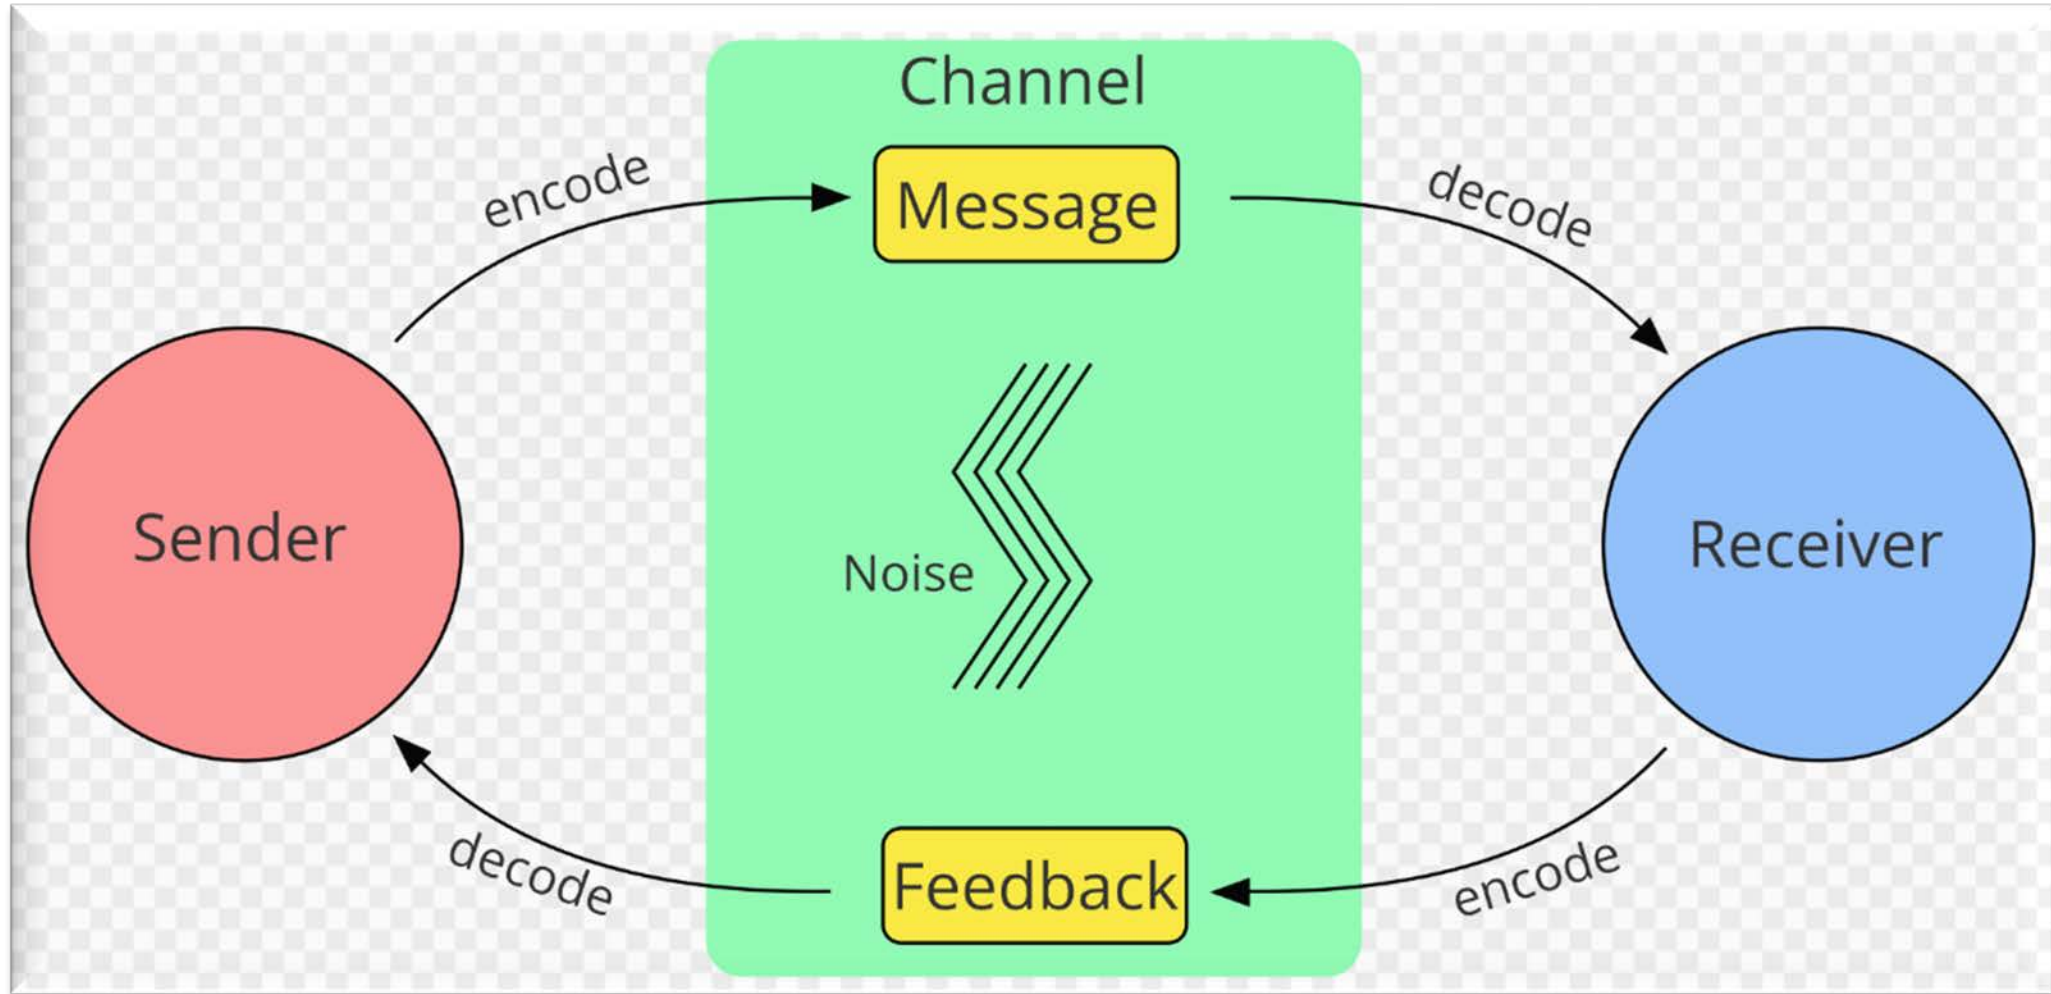 Channel
encode
Message
decode
Sender
Noise
Receiver
decode
Feedback
encode